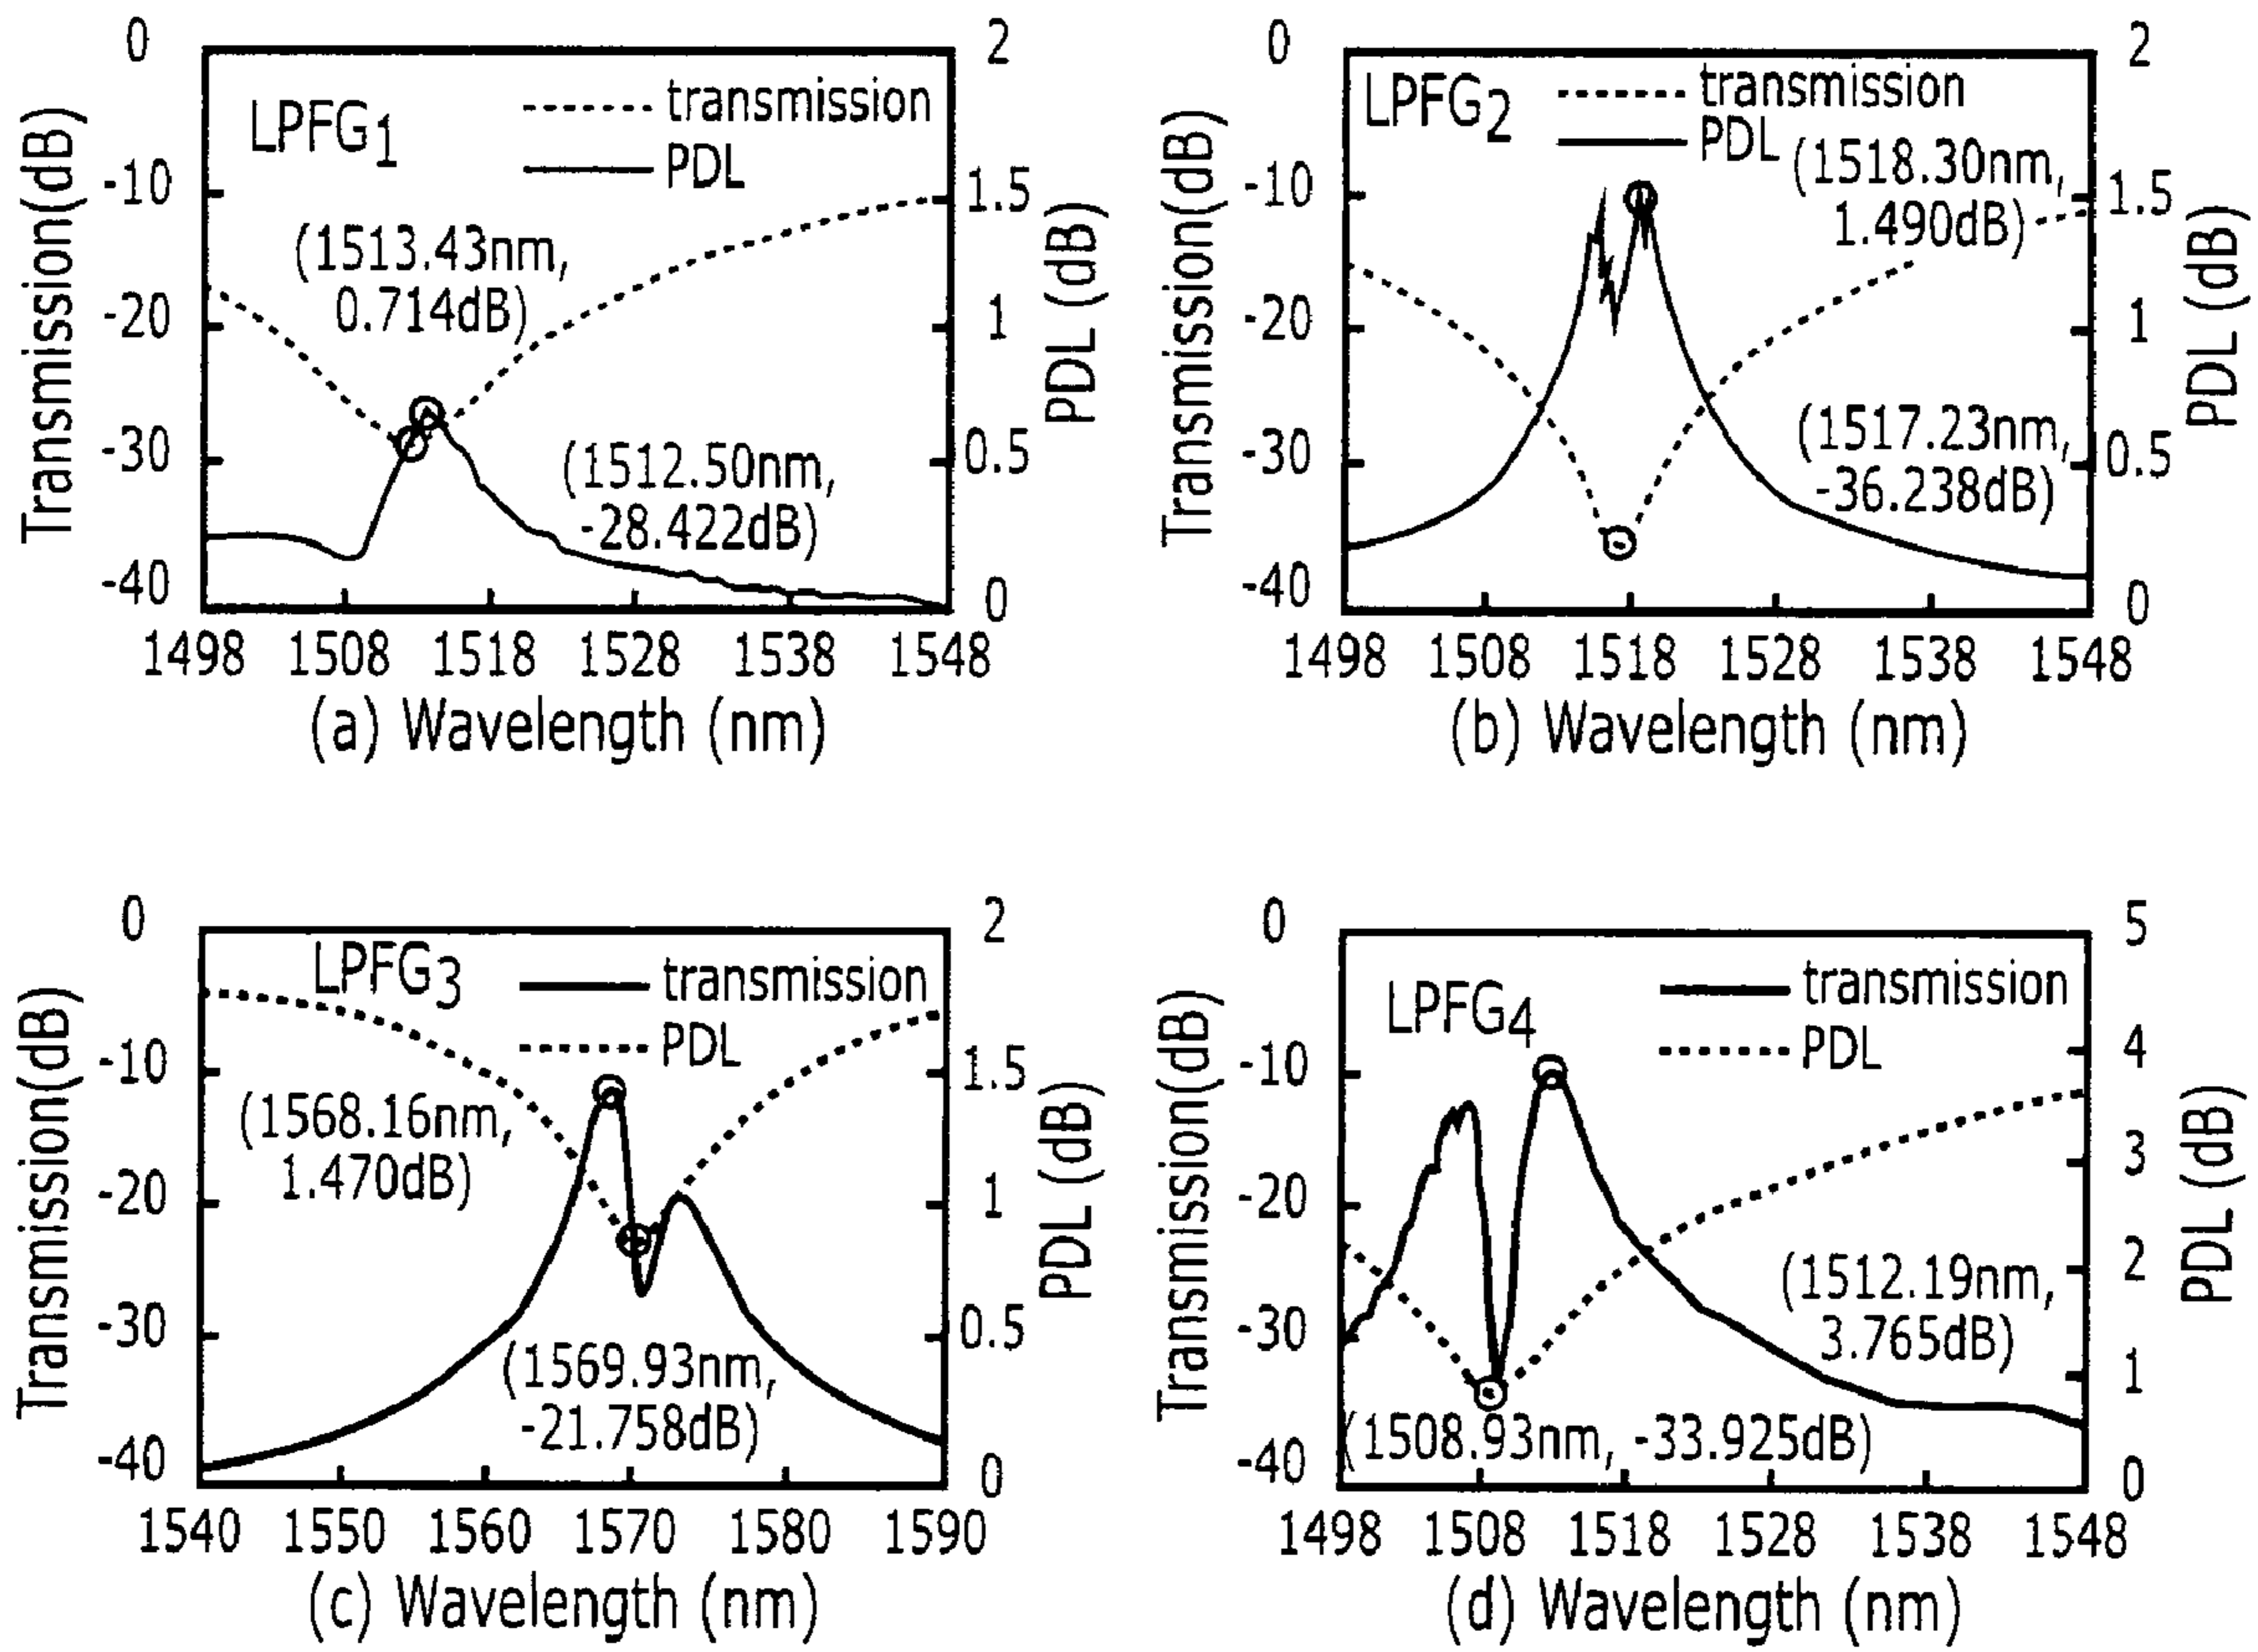 0
-10
-20
-30
-40
Transmission(dB)
LPFG1
transmission
PDL
(1513.43nm,
0.714dB)
(1512.50nm,
-28.422dB)
2
1.5
1
0.5
0
PDL (dB)
1498 1508 1518 1528 1538 1548
(a) Wavelength (nm)
0
-10
-20
-30
-40
Transmission(dB)
LPFG2
transmission
PDL
(1518.30nm,
1.490dB)
(1517.23nm,
-36.238dB)
2
1.5
1
0.5
0
PDL (dB)
1498 1508 1518 1528 1538 1548
(b) Wavelength (nm)
0
-10
-20
-30
-40
Transmission(dB)
LPFG3
transmission
PDL
(1568.16nm,
1.470dB)
(1569.93nm,
-21.758dB)
2
1.5
1
0.5
0
PDL (dB)
1540 1550 1560 1570 1580 1590
(c) Wavelength (nm)
0
-10
-20
-30
-40
Transmission(dB)
LPFG4
transmission
PDL
(1512.19nm,
3.765dB)
(1508.93nm, -33.925dB)
5
4
3
2
1
0
PDL (dB)
1498 1508 1518 1528 1538 1548
(d) Wavelength (nm)